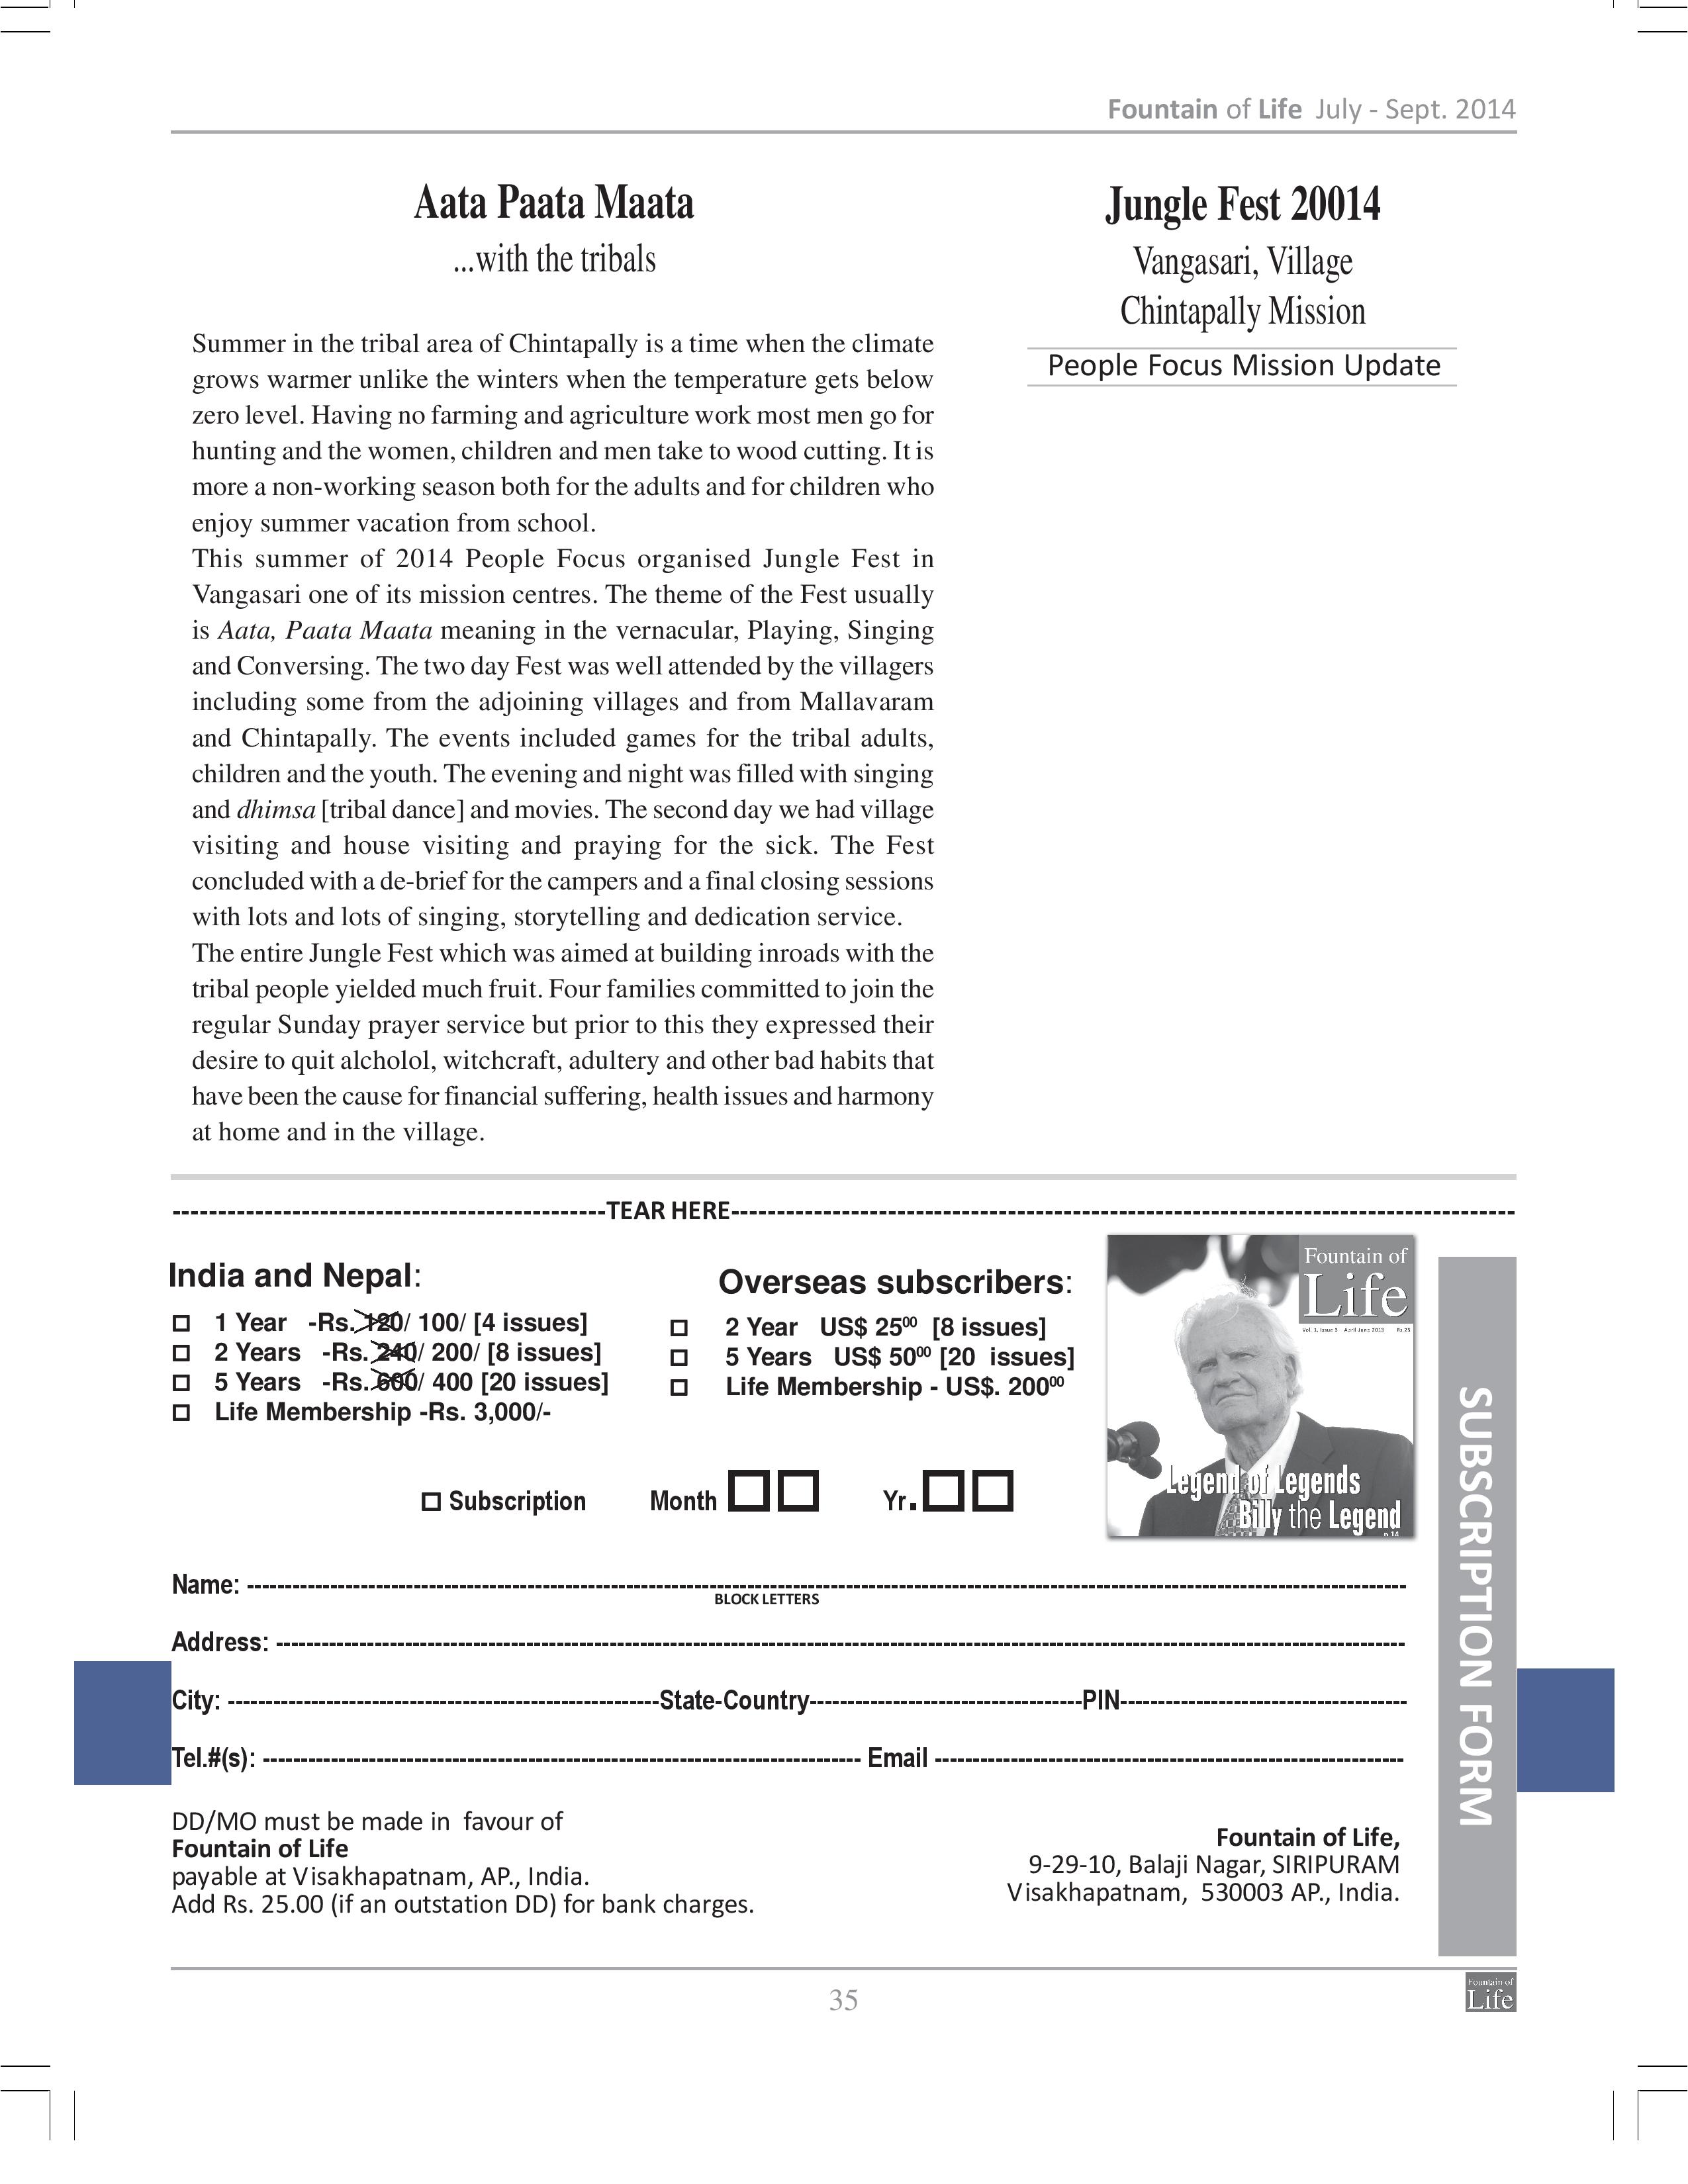 Fountain of Life July - Sept. 2014
Aata Paata Maata
...with the tribals
Summer in the tribal area of Chintapally is a time when the climate
grows warmer unlike the winters when the temperature gets below
zero level. Having no farming and agriculture work most men go for
hunting and the women, children and men take to wood cutting. It is
more a non-working season both for the adults and for children who
enjoy summer vacation from school.
This summer of 2014 People Focus organised Jungle Fest in
Vangasari one of its mission centres. The theme of the Fest usually
is Aata, Paata Maata meaning in the vernacular, Playing, Singing
and Conversing. The two day Fest was well attended by the villagers
including some from the adjoining villages and from Mallavaram
and Chintapally. The events included games for the tribal adults,
children and the youth. The evening and night was filled with singing
and dhimsa [tribal dance] and movies. The second day we had village
visiting and house visiting and praying for the sick. The Fest
concluded with a de-brief for the campers and a final closing sessions
with lots and lots of singing, storytelling and dedication service.
The entire Jungle Fest which was aimed at building inroads with the
tribal people yielded much fruit. Four families committed to join the
regular Sunday prayer service but prior to this they expressed their
desire to quit alcholol, witchcraft, adultery and other bad habits that
have been the cause for financial suffering, health issues and harmony
at home and in the village.
Jungle Fest 20014
Vangasari, Village
Chintapally Mission
People Focus Mission Update
TEAR HERE
India and Nepal:
1 Year -Rs. 120/ 100/ [4 issues]
2 Years -Rs. 240/ 200/ [8 issues]
5 Years -Rs. 600/ 400 [20 issues]
Life Membership -Rs. 3,000/-
Overseas subscribers:
2 Year US$ 2500 [8 issues]
5 Years US$ 5000 [20 issues]
Life Membership - US$. 20000
Fountain of
Life
Vol. 3, Issue 8 April June 2013 Rs.25
Legend of Legends
Billy the Legend
p.14
Subscription Month Yr.
Name:
BLOCK LETTERS
Address:
City: State-Country PIN
Tel.#(s): Email
DD/MO must be made in favour of
Fountain of Life
payable at Visakhapatnam, AP., India.
Add Rs. 25.00 (if an outstation DD) for bank charges.
Fountain of Life,
9-29-10, Balaji Nagar, SIRIPURAM
Visakhapatnam, 530003 AP., India.
SUBSCRIPTION FORM
35
Fountain of
Life